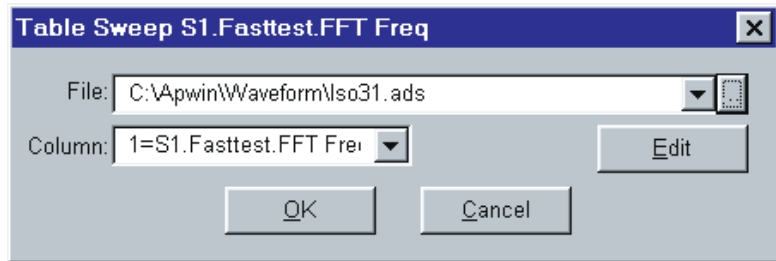 Table Sweep S1.Fasttest.FFT Freq
File: C:\Apwin\Waveform\Iso31.ads ..
Column: 1=S1.Fasttest.FFT Fre Edit
OK Cancel